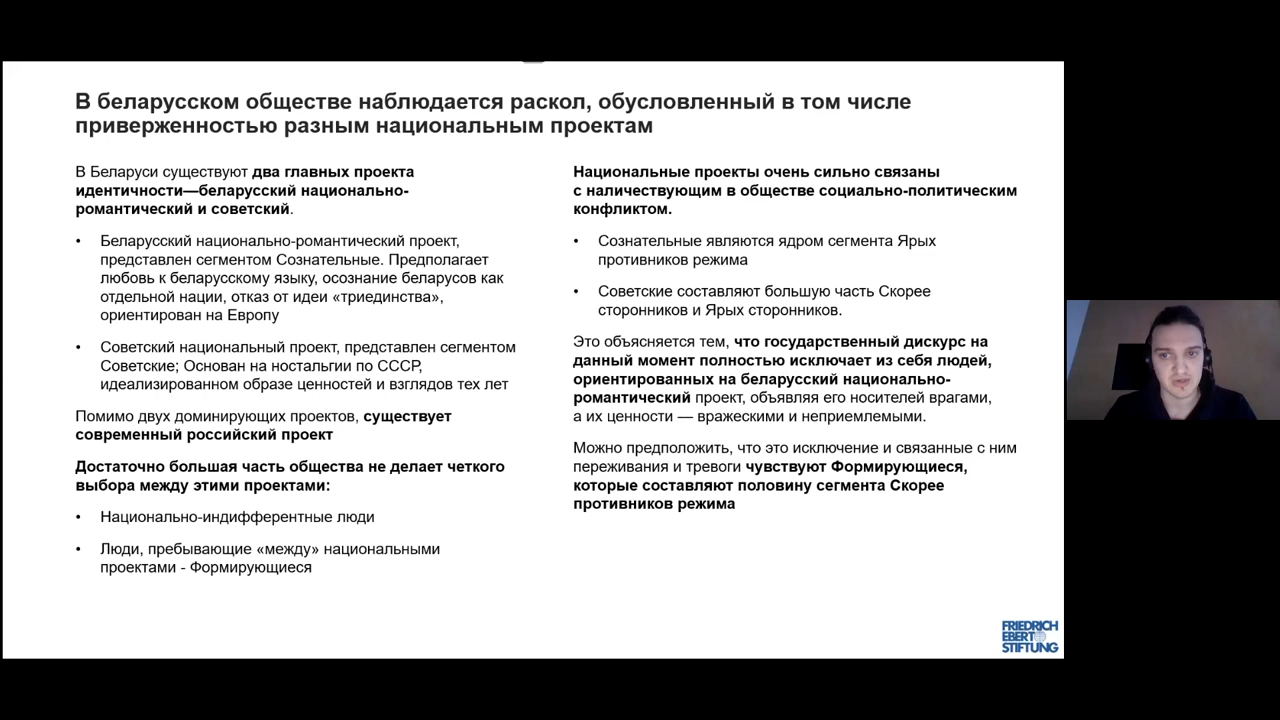 В беларусском обществе наблюдается раскол, обусловленный в том числе
приверженностью разным национальным проектам
В Беларуси существуют два главных проекта
идентичности—беларусский национально-
романтический и советский.
• Беларусский национально-романтический проект,
представлен сегментом Сознательные. Предполагает
любовь к беларусскому языку, осознание беларусов как
отдельной нации, отказ от идеи «триединства»,
ориентирован на Европу
• Советский национальный проект, представлен сегментом
Советские; Основан на ностальгии по СССР,
идеализированном образе ценностей и взглядов тех лет
Помимо двух доминирующих проектов, существует
современный российский проект
Достаточно большая часть общества не делает четкого
выбора между этими проектами:
• Национально-индифферентные люди
• Люди, пребывающие «между» национальными
проектами - Формирующиеся
Национальные проекты очень сильно связаны
с наличествующим в обществе социально-политическим
конфликтом.
• Сознательные являются ядром сегмента Ярых
противников режима
• Советские составляют большую часть Скорее
сторонников и Ярых сторонников.
Это объясняется тем, что государственный дискурс на
данный момент полностью исключает из себя людей,
ориентированных на беларусский национально-
романтический проект, объявляя его носителей врагами,
а их ценности — вражескими и неприемлемыми.
Можно предположить, что это исключение и связанные с ним
переживания и тревоги чувствуют Формирующиеся,
которые составляют половину сегмента Скорее
противников режима
FRIEDRICH
EBERT
STIFTUNG